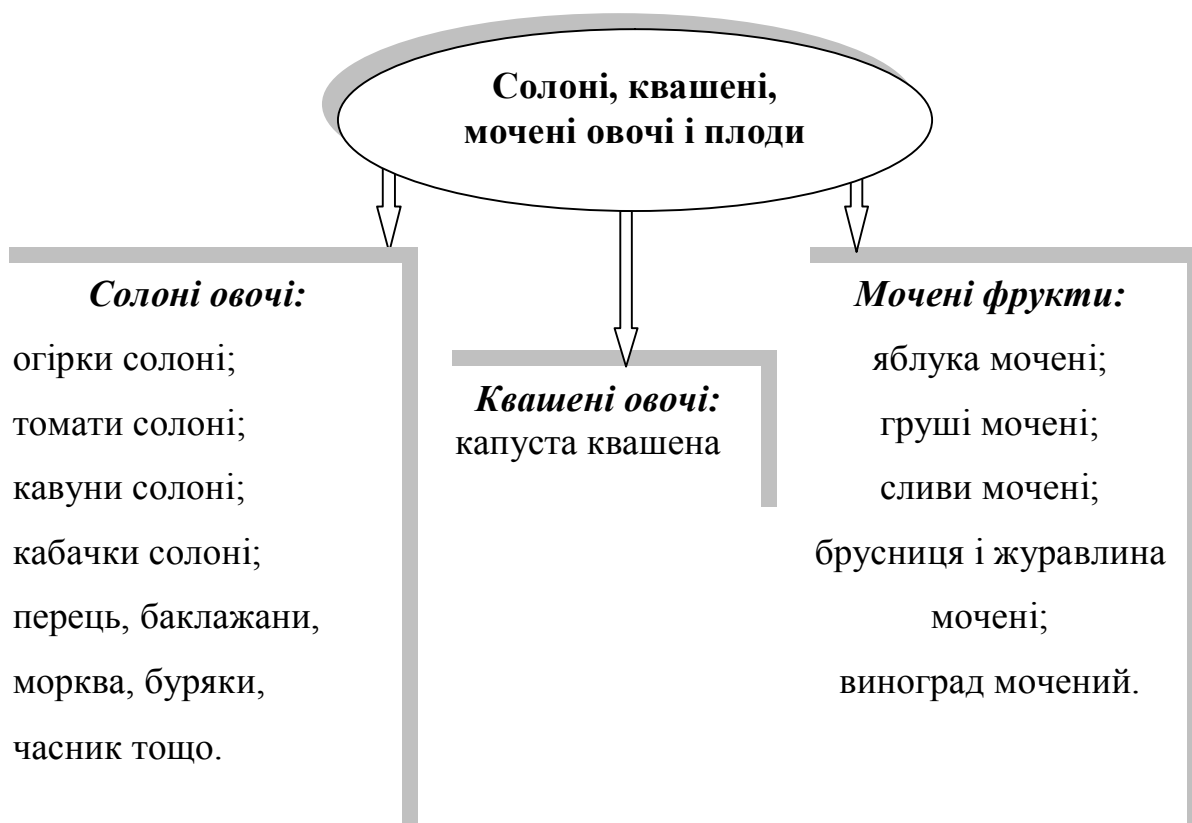 Солоні, квашені,
мочені овочі і плоди
Солоні овочі:
огірки солоні;
томати солоні;
кавуни солоні;
кабачки солоні;
перець, баклажани,
морква, буряки,
часник тощо.
Квашені овочі:
капуста квашена
Мочені фрукти:
яблука мочені;
груші мочені;
сливи мочені;
брусниця і журавлина
мочені;
виноград мочений.